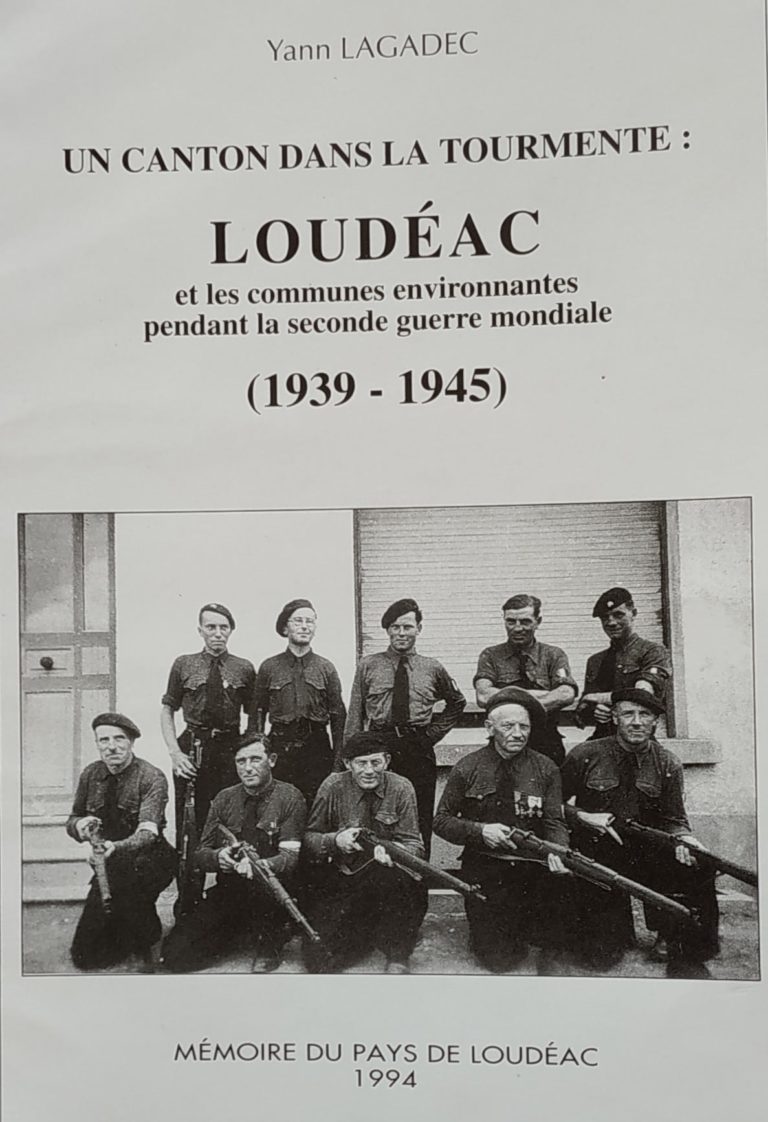 Yann LAGADEC
UN CANTON DANS LA TOURMENTE :
LOUDÉAC
et les communes environnantes
pendant la seconde guerre mondiale
(1939 - 1945)
MÉMOIRE DU PAYS DE LOUDÉAC
1994